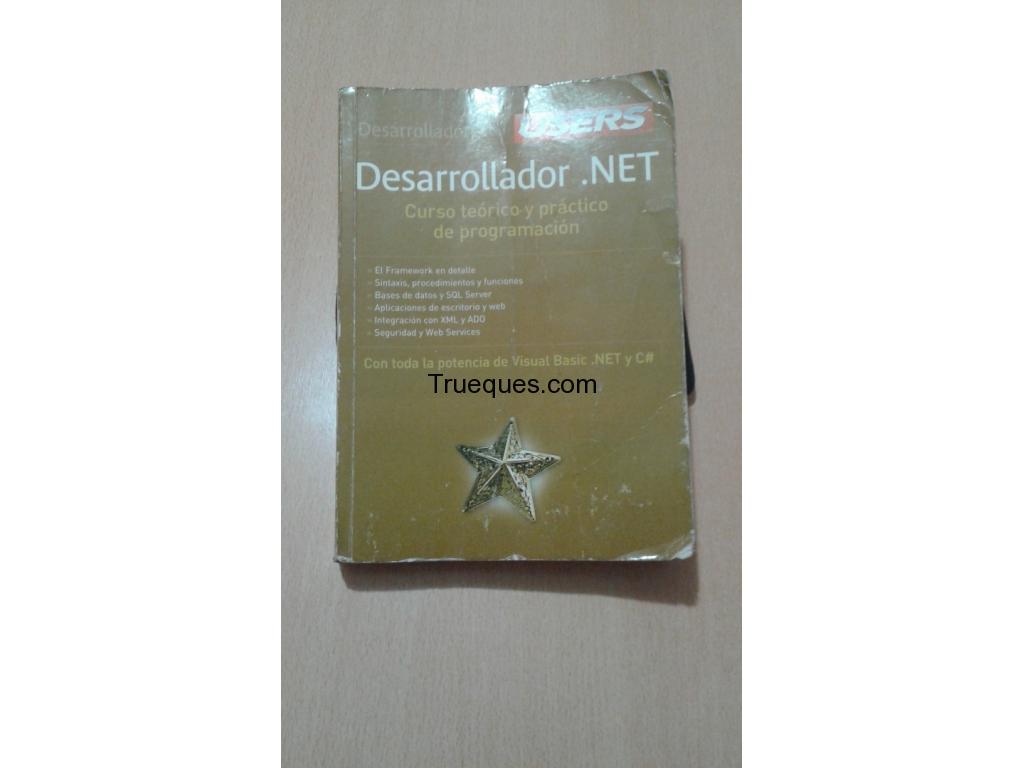 Desarrollador
USERS
Desarrollador .NET
Curso teórico y práctico
de programación
» El Framework en detalle
» Sintaxis, procedimientos y funciones
» Bases de datos y SQL Server
» Aplicaciones de escritorio y web
» Integración con XML y ADO
» Seguridad y Web Services
Con toda la potencia de Visual Basic .NET y C#
Trueques.com